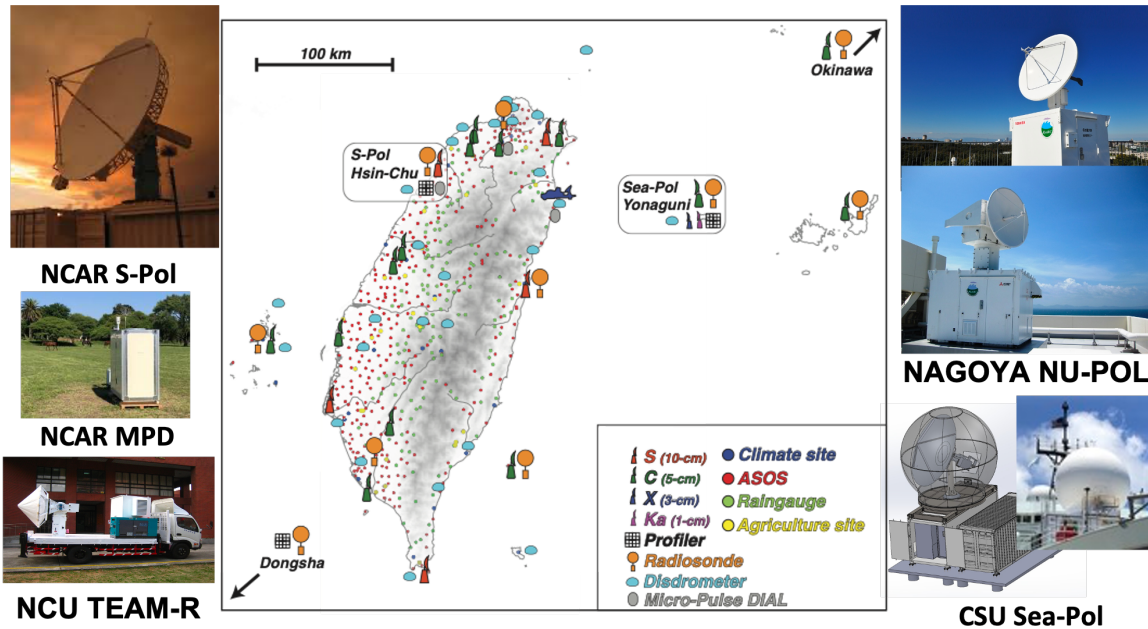 NCAR S-Pol
NCAR MPD
NCU TEAM-R
100 km
Okinawa
S-Pol
Hsin-Chu
Sea-Pol
Yonaguni
Dongsha
S (10-cm)
C (5-cm)
X (3-cm)
Ka (1-cm)
Profiler
Radiosonde
Disdrometer
Micro-Pulse DIAL
Climate site
ASOS
Raingauge
Agriculture site
NAGOYA NU-POL
CSU Sea-Pol